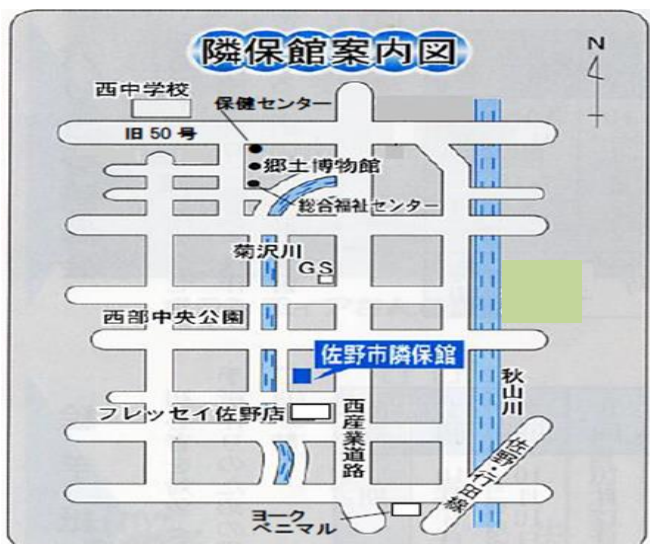 隣保館案内図
N
西中学校
保健センター
旧50号
郷土博物館
総合福祉センター
菊沢川
GS
西部中央公園
佐野市隣保館
フレッセイ佐野店
西産業道路
秋山川
佐野・行田線
ヨーク
ベニマル